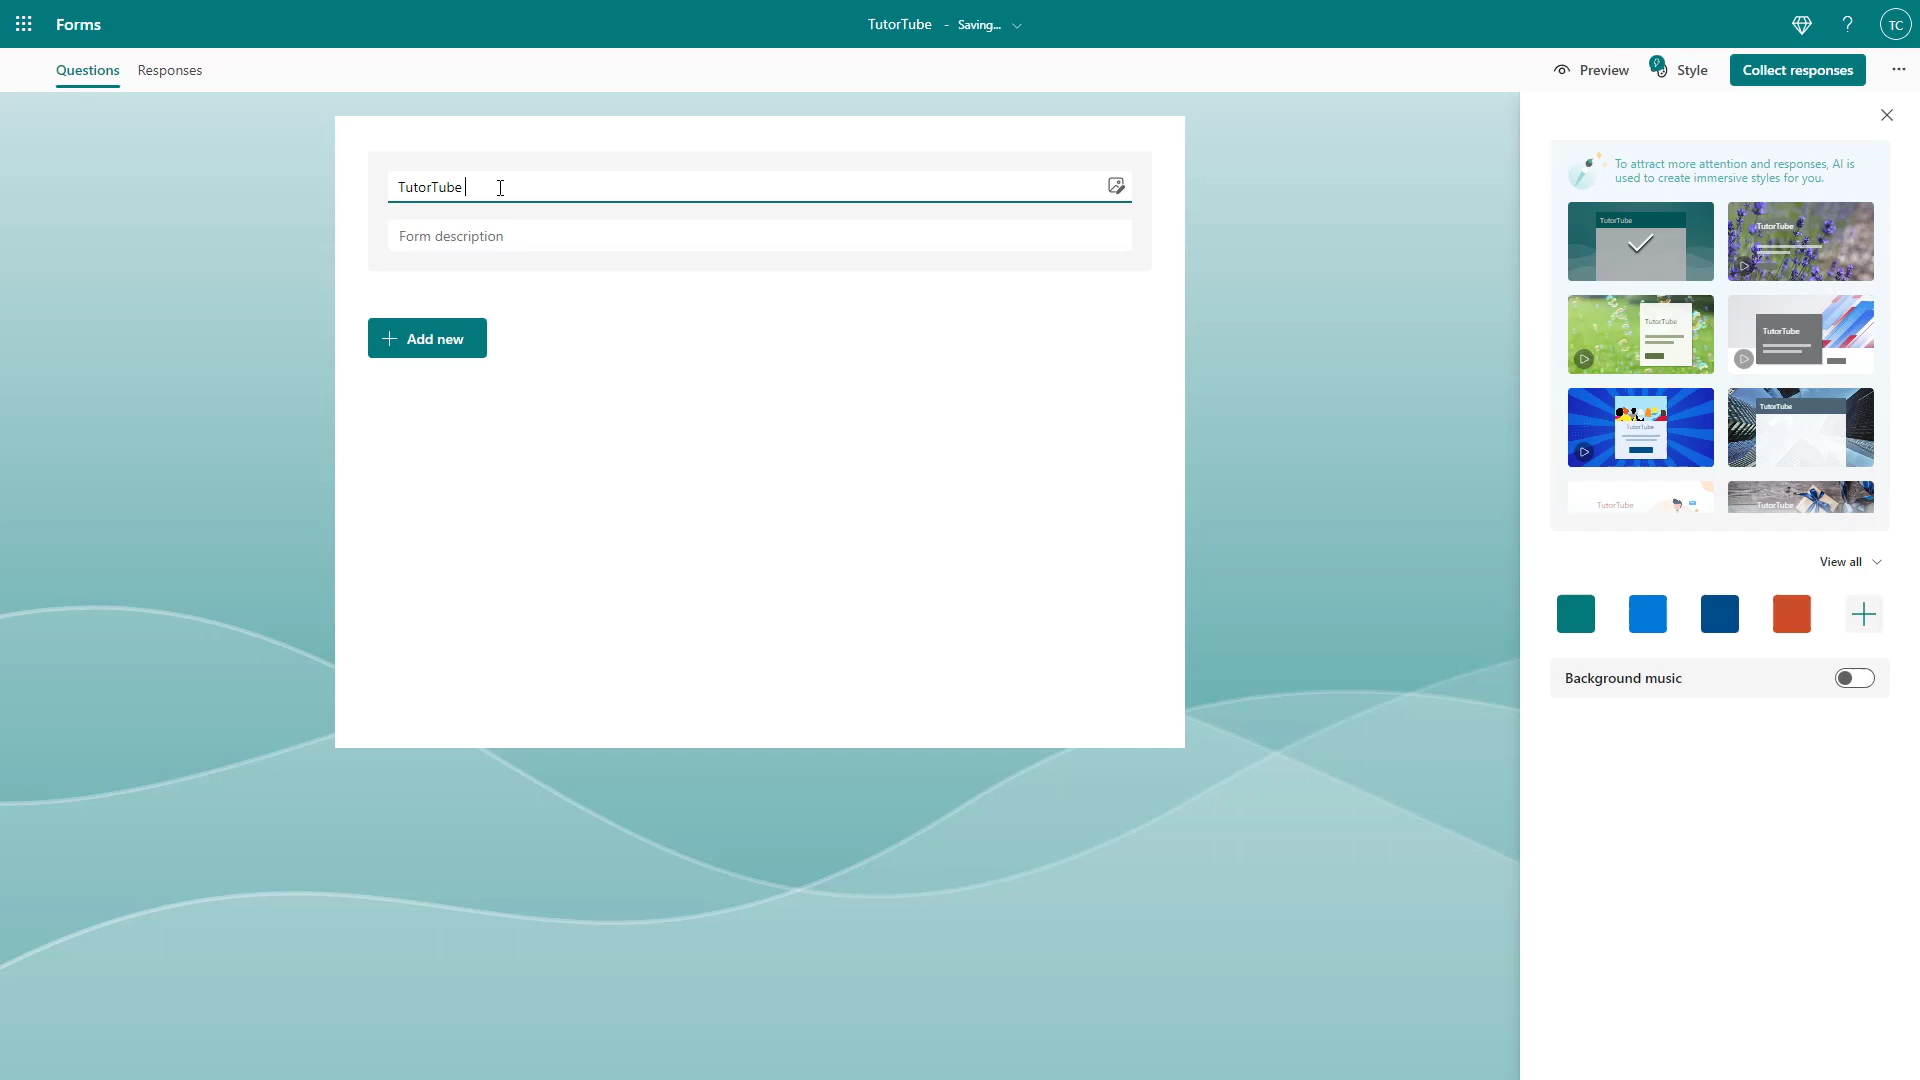 Forms
TutorTube - Saving...
? TC
Questions Responses
Preview Style Collect responses ...
TutorTube
Form description
+ Add new
To attract more attention and responses, AI is
used to create immersive styles for you.
TutorTube TutorTube
TutorTube TutorTube
TutorTube TutorTube
TutorTube TutorTube
View all
Background music